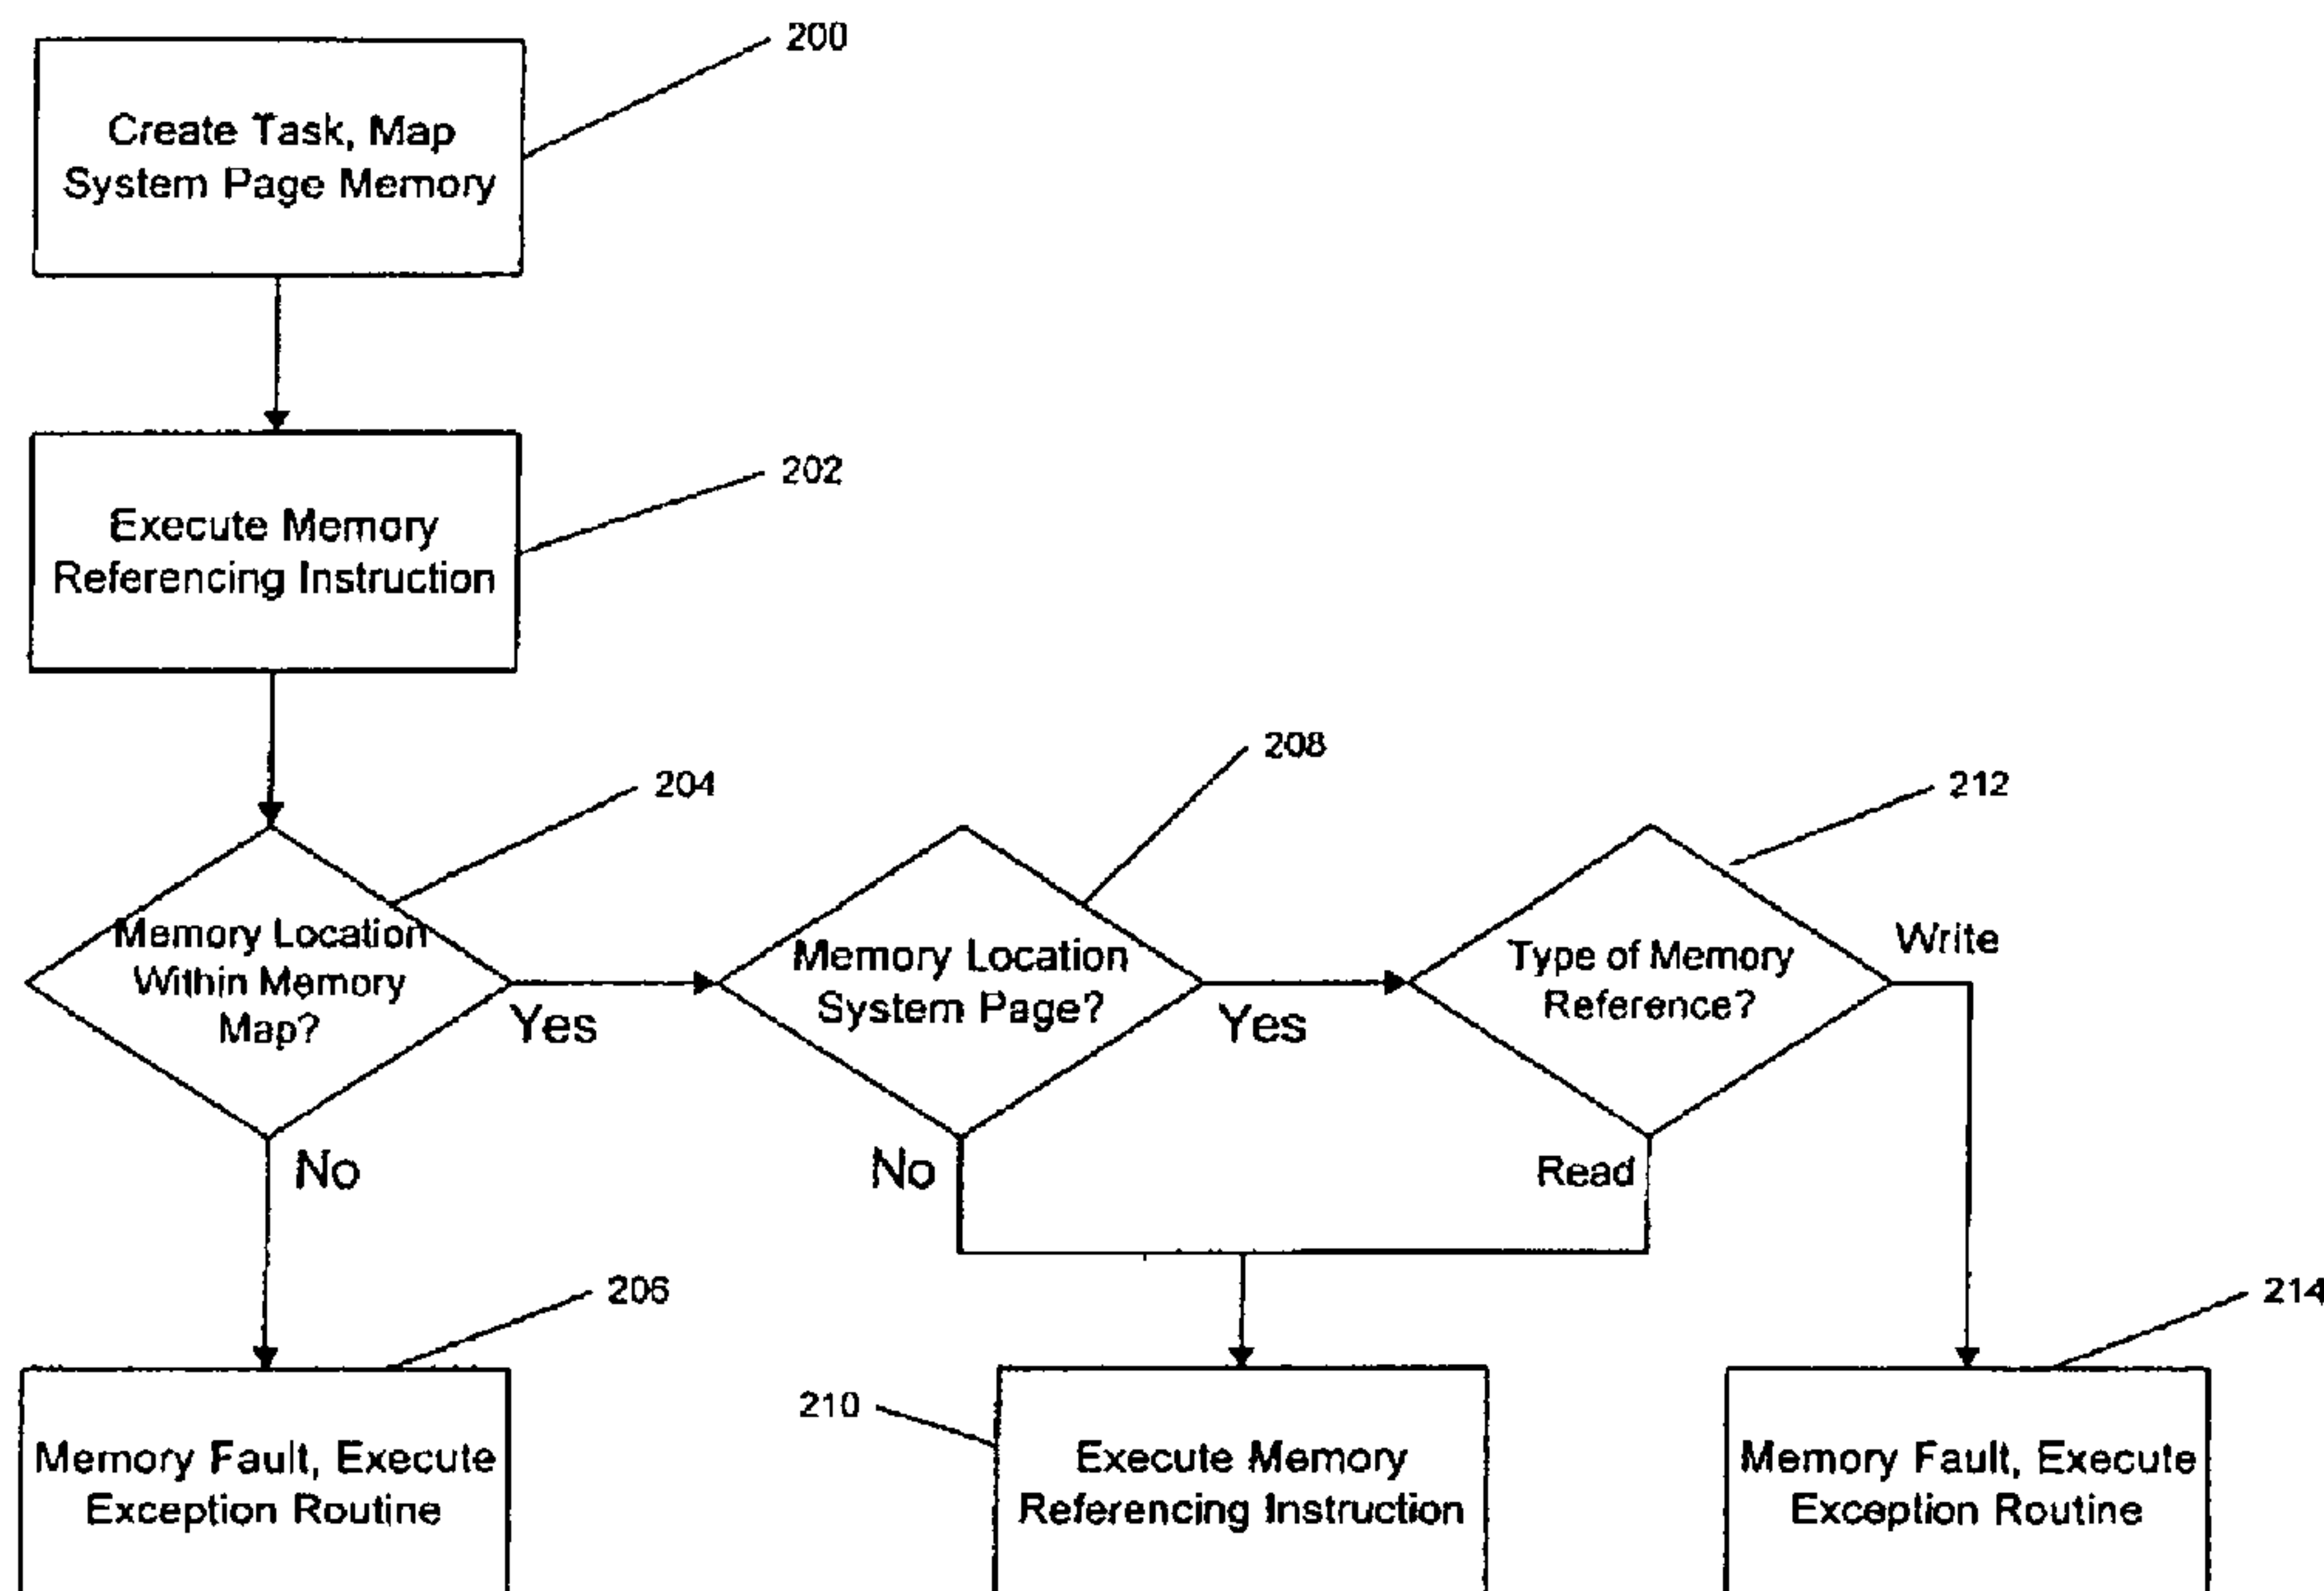 200
Create Task, Map
System Page Memory
202
Execute Memory
Referencing Instruction
204
208
212
Memory Location
Within Memory
Map?
Yes
Memory Location
System Page?
Yes
Type of Memory
Reference?
Write
No
No
Read
206
214
210
Memory Fault, Execute
Exception Routine
Execute Memory
Referencing Instruction
Memory Fault, Execute
Exception Routine